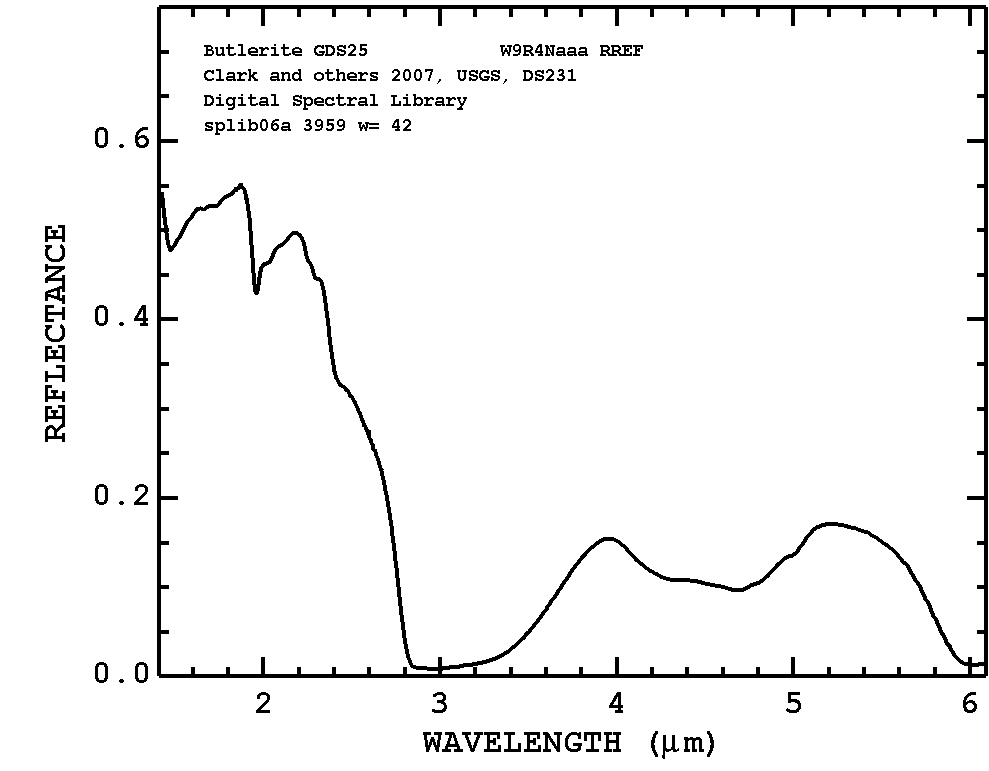 Butlerite GDS25 W9R4Naaa RREF
Clark and others 2007, USGS, DS231
Digital Spectral Library
splib06a 3959 w= 42
0.6
0.4
0.2
0.0
REFLECTANCE
2 3 4 5 6
WAVELENGTH (μm)